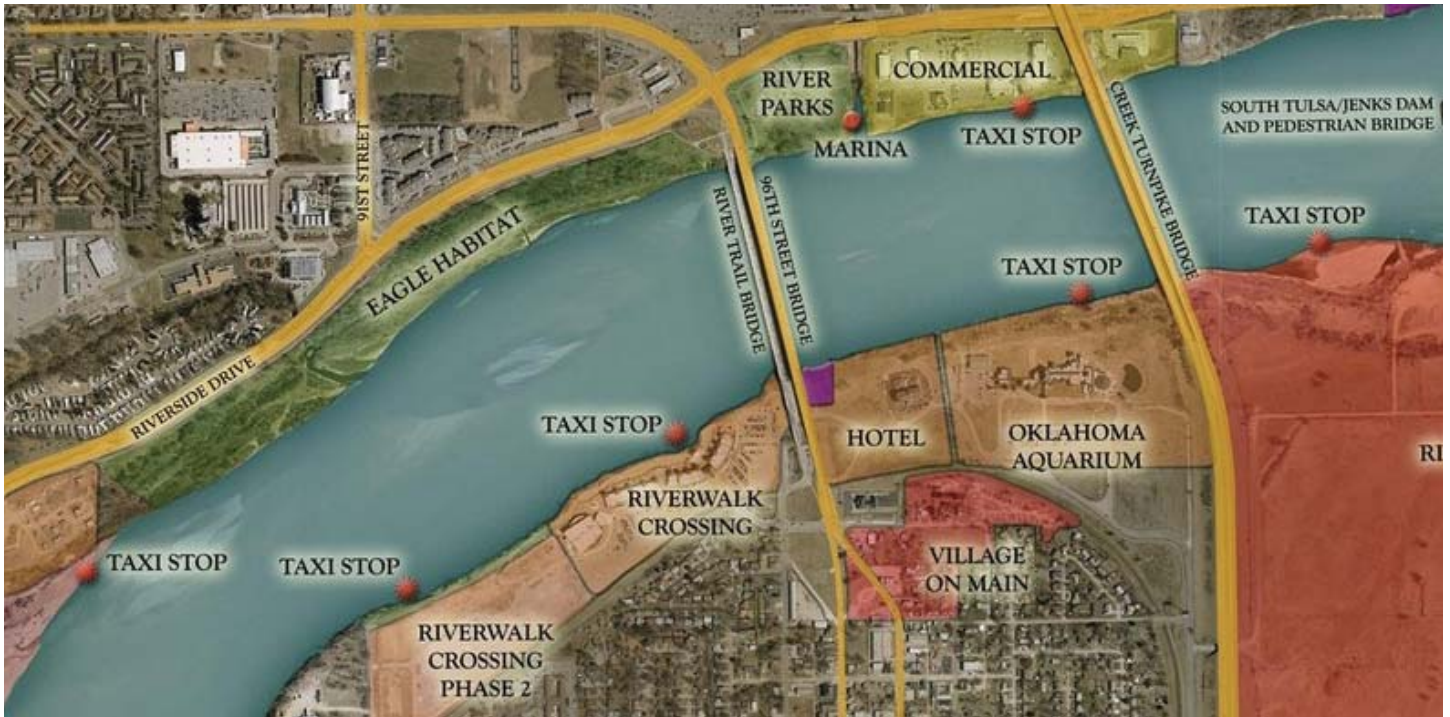 RIVER
PARKS
COMMERCIAL
MARINA
TAXI STOP
CREEK TURNPIKE BRIDGE
SOUTH TULSA/JENKS DAM
AND PEDESTRIAN BRIDGE
TAXI STOP
91ST STREET
EAGLE HABITAT
RIVERSIDE DRIVE
RIVER TRAIL BRIDGE
96TH STREET BRIDGE
TAXI STOP
TAXI STOP
HOTEL
OKLAHOMA
AQUARIUM
RI
RIVERWALK
CROSSING
VILLAGE
ON MAIN
TAXI STOP
TAXI STOP
RIVERWALK
CROSSING
PHASE 2